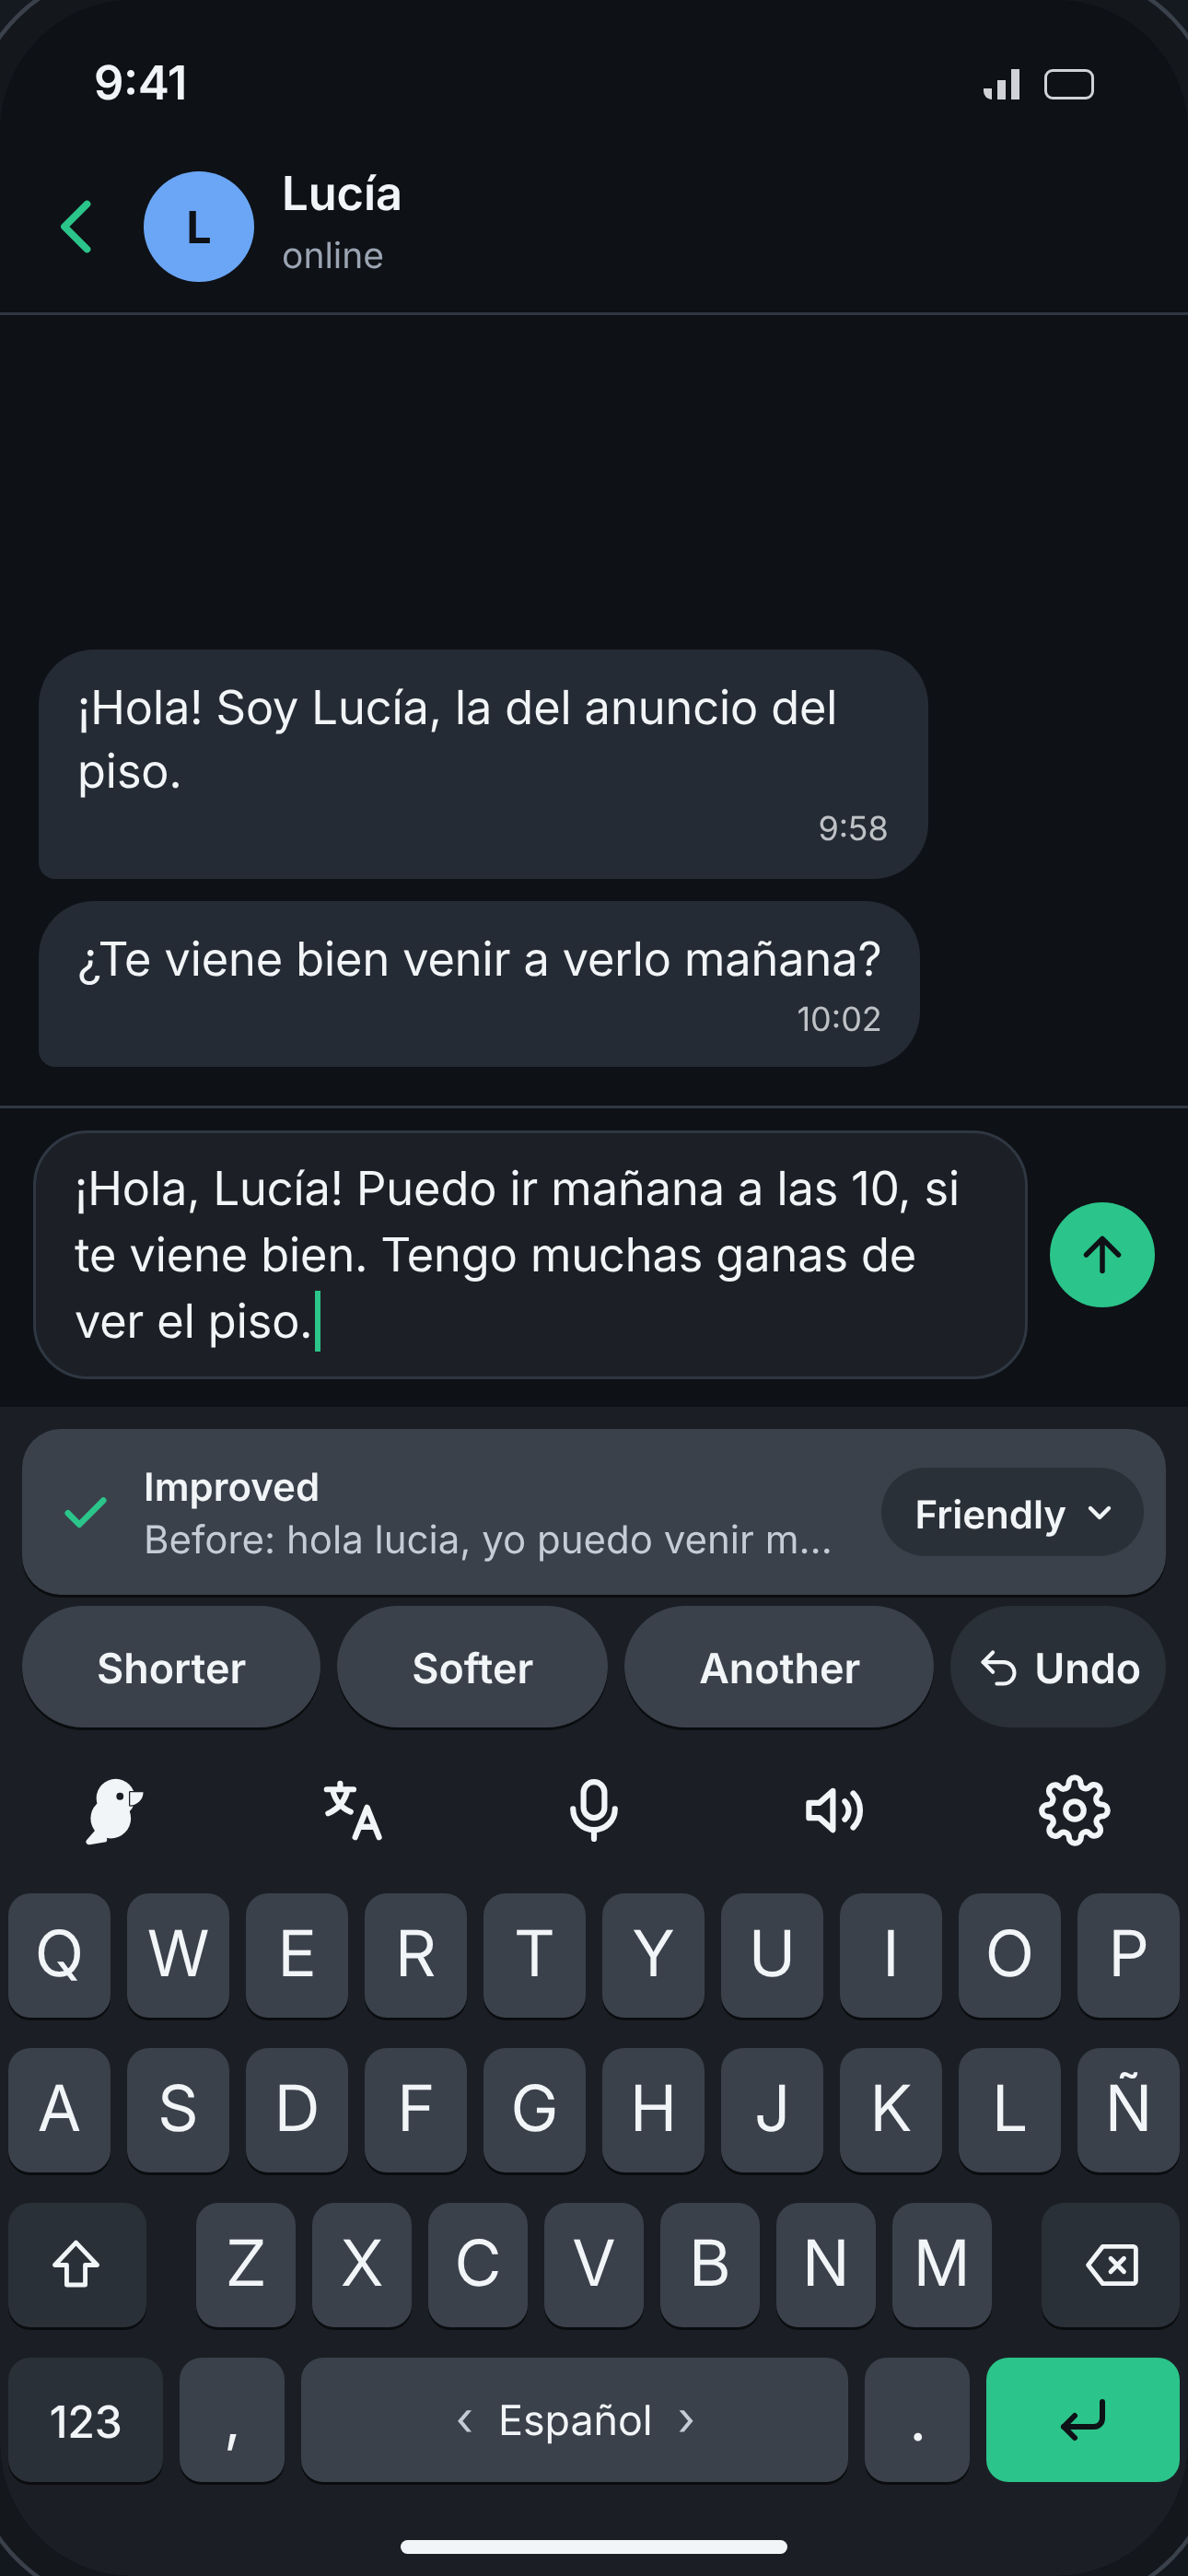 9:41
L
Lucía
online
¡Hola! Soy Lucía, la del anuncio del
piso.
9:58
¿Te viene bien venir a verlo mañana?
10:02
¡Hola, Lucía! Puedo ir mañana a las 10, si
te viene bien. Tengo muchas ganas de
ver el piso.
Improved
Before: hola lucia, yo puedo venir m...
Friendly
Shorter Softer Another Undo
Q W E R T Y U I O P
A S D F G H J K L Ñ
Z X C V B N M
123 , ‹ Español › .